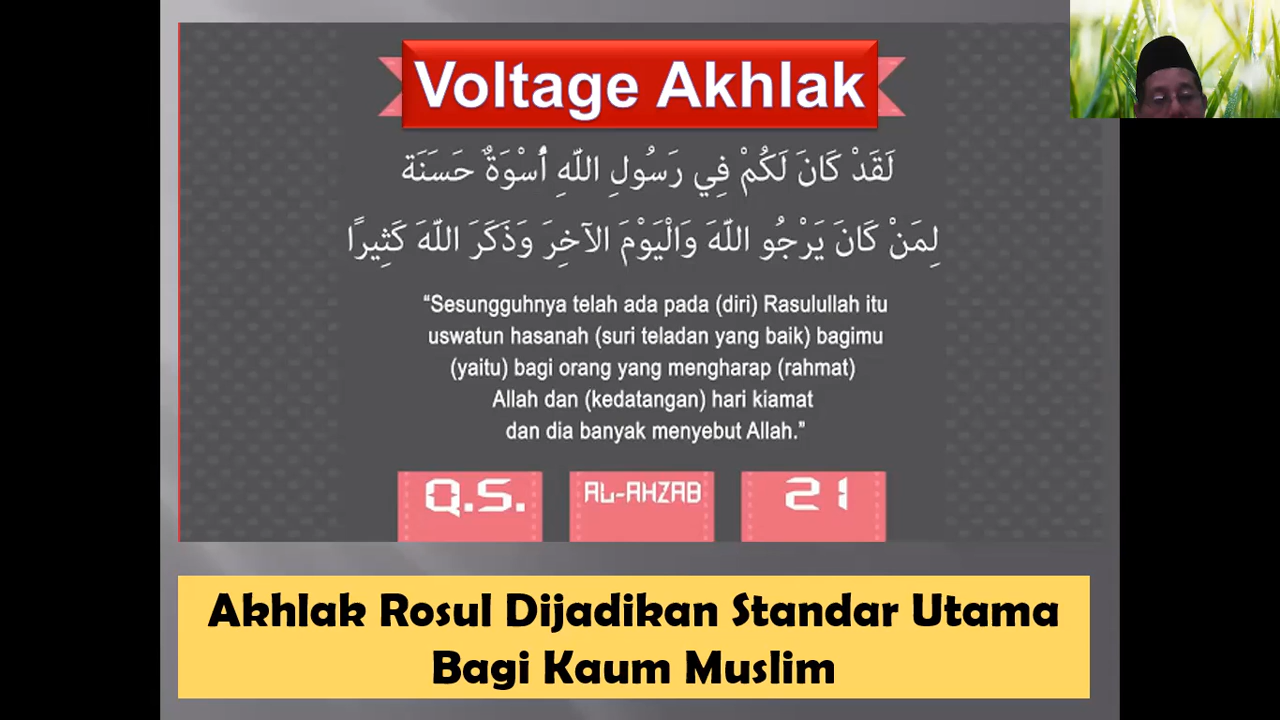 Voltage Akhlak
لَقَدْ كَانَ لَكُمْ فِي رَسُولِ اللّهِ أُسْوَةٌ حَسَنَة
لِمَنْ كَانَ يَرْجُو اللّهَ وَالْيَوْمَ الآخِرَ وَذَكَرَ اللّهَ كَثِيرًا
“Sesungguhnya telah ada pada (diri) Rasulullah itu
uswatun hasanah (suri teladan yang baik) bagimu
(yaitu) bagi orang yang mengharap (rahmat)
Allah dan (kedatangan) hari kiamat
dan dia banyak menyebut Allah.”
Q.S. AL-AHZAB 21
Akhlak Rosul Dijadikan Standar Utama
Bagi Kaum Muslim